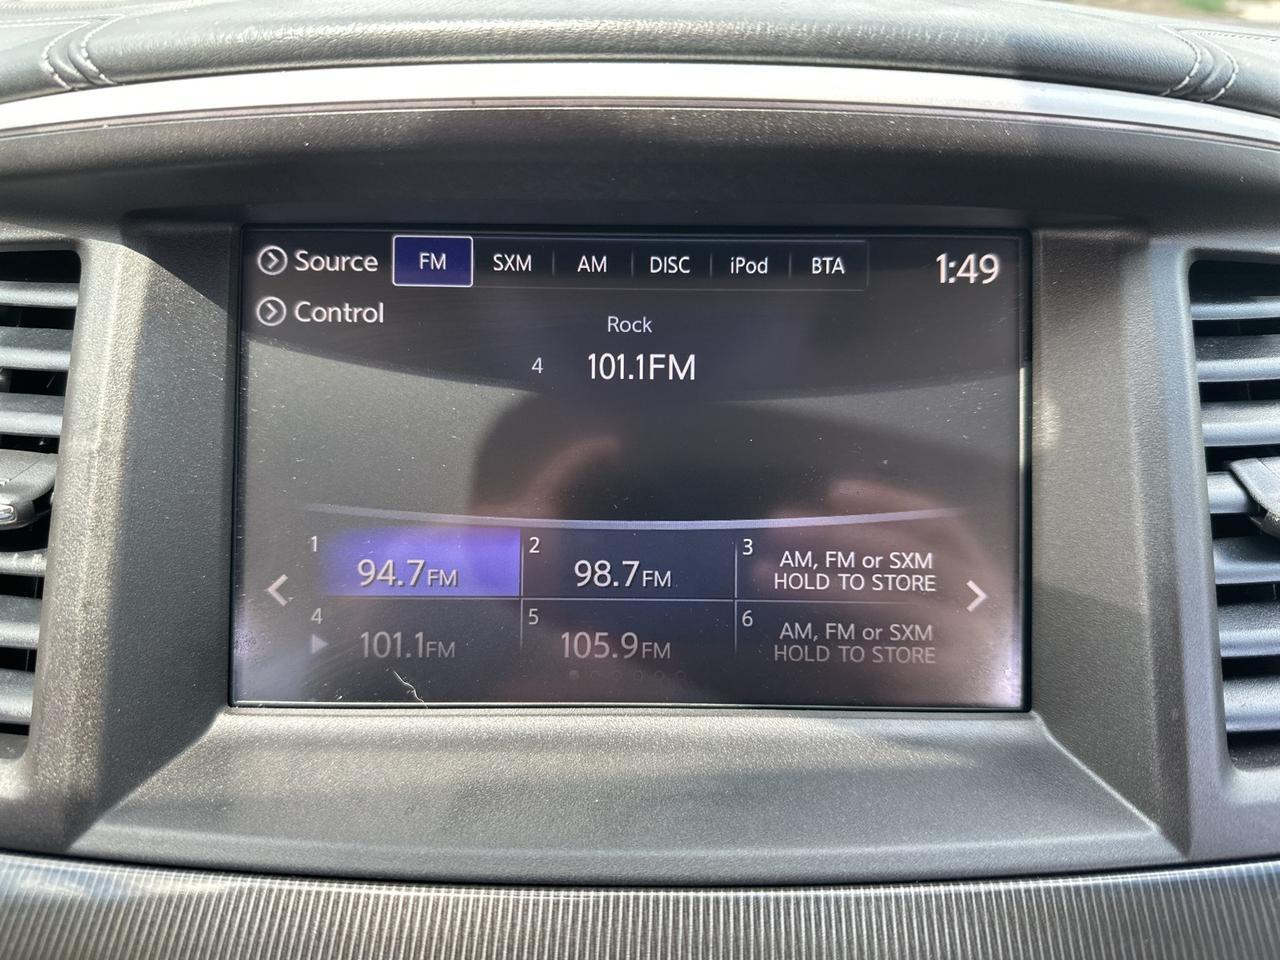 Source FM SXM AM DISC iPod BTA 1:49
Control
Rock
4 101.1FM
1 94.7FM 2 98.7FM 3 AM, FM or SXM
HOLD TO STORE
4 101.1FM 5 105.9FM 6 AM, FM or SXM
HOLD TO STORE